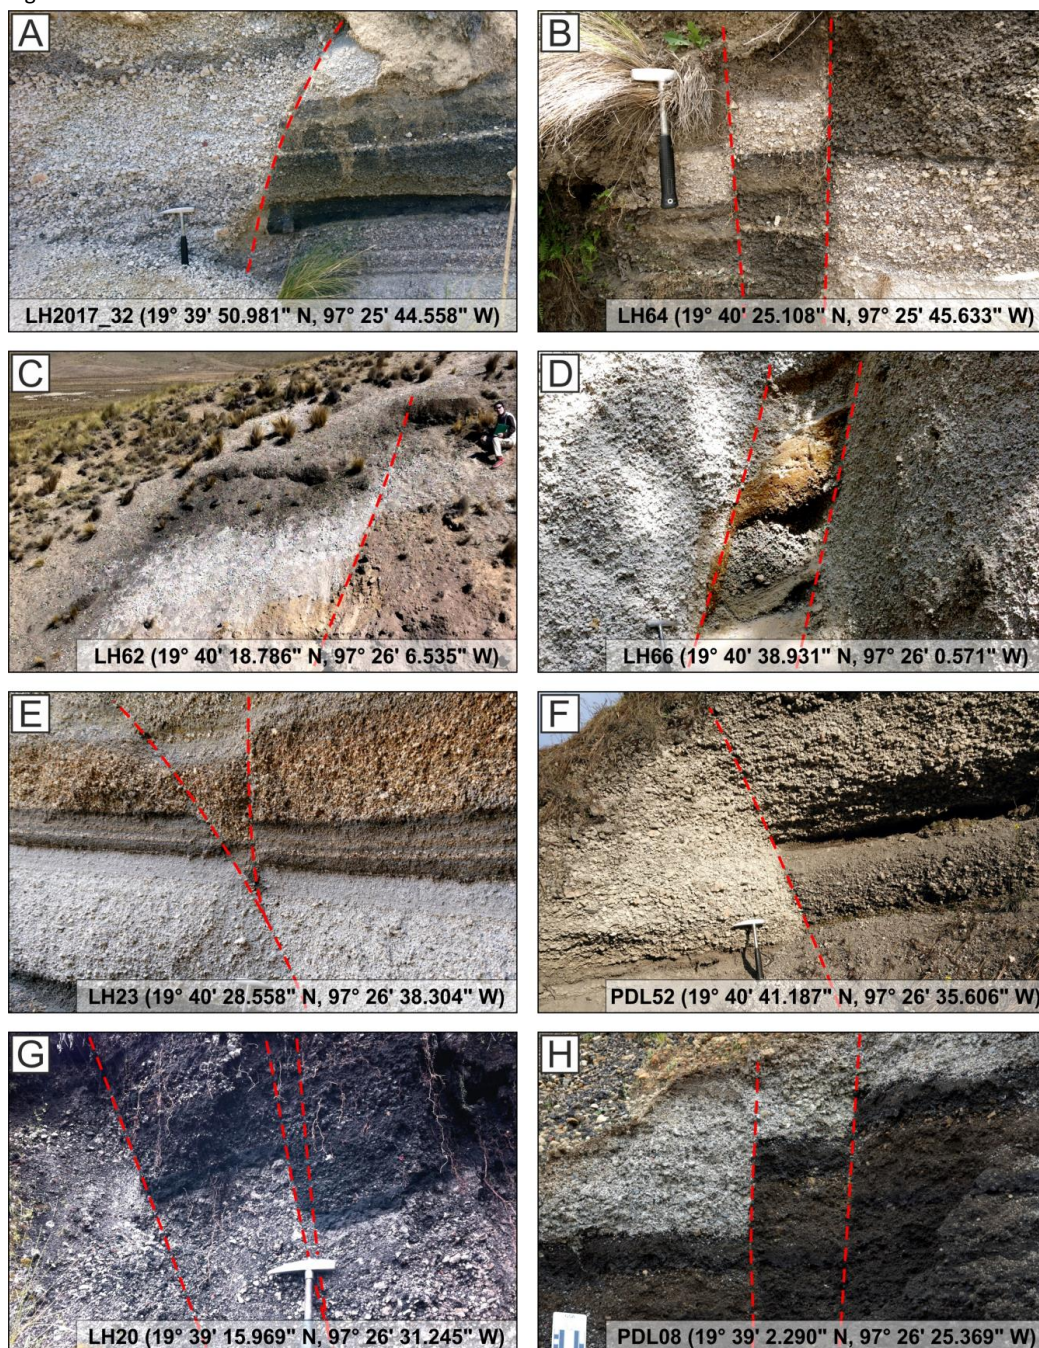 A
LH2017_32 (19° 39' 50.981" N, 97° 25' 44.558" W)
B
LH64 (19° 40' 25.108" N, 97° 25' 45.633" W)
C
LH62 (19° 40' 18.786" N, 97° 26' 6.535" W)
D
LH66 (19° 40' 38.931" N, 97° 26' 0.571" W)
E
LH23 (19° 40' 28.558" N, 97° 26' 38.304" W)
F
PDL52 (19° 40' 41.187" N, 97° 26' 35.606" W)
G
LH20 (19° 39' 15.969" N, 97° 26' 31.245" W)
H
PDL08 (19° 39' 2.290" N, 97° 26' 25.369" W)